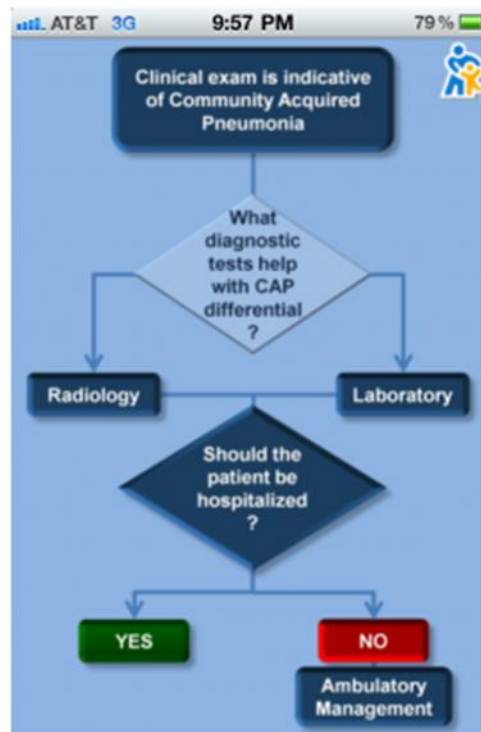 AT&T 3G 9:57 PM 79%
Clinical exam is indicative
of Community Acquired
Pneumonia
What
diagnostic
tests help
with CAP
differential
?
Radiology
Laboratory
Should the
patient be
hospitalized
?
YES
NO
Ambulatory
Management